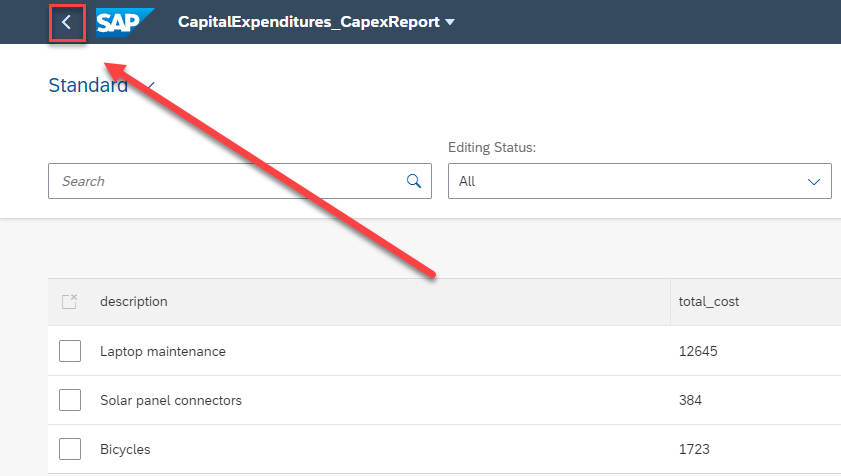 SAP CapitalExpenditures_CapexReport
Standard
Editing Status:
Search
All
description total_cost
Laptop maintenance 12645
Solar panel connectors 384
Bicycles 1723